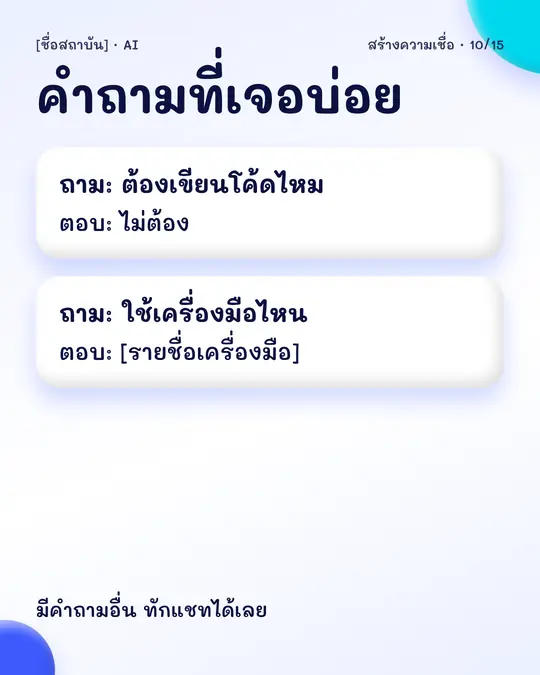 [ชื่อสถาบัน] · AI
สร้างความเชื่อ · 10/15
คำถามที่เจอบ่อย
ถาม: ต้องเขียนโค้ดไหม
ตอบ: ไม่ต้อง
ถาม: ใช้เครื่องมือไหน
ตอบ: [รายชื่อเครื่องมือ]
มีคำถามอื่น ทักแชทได้เลย